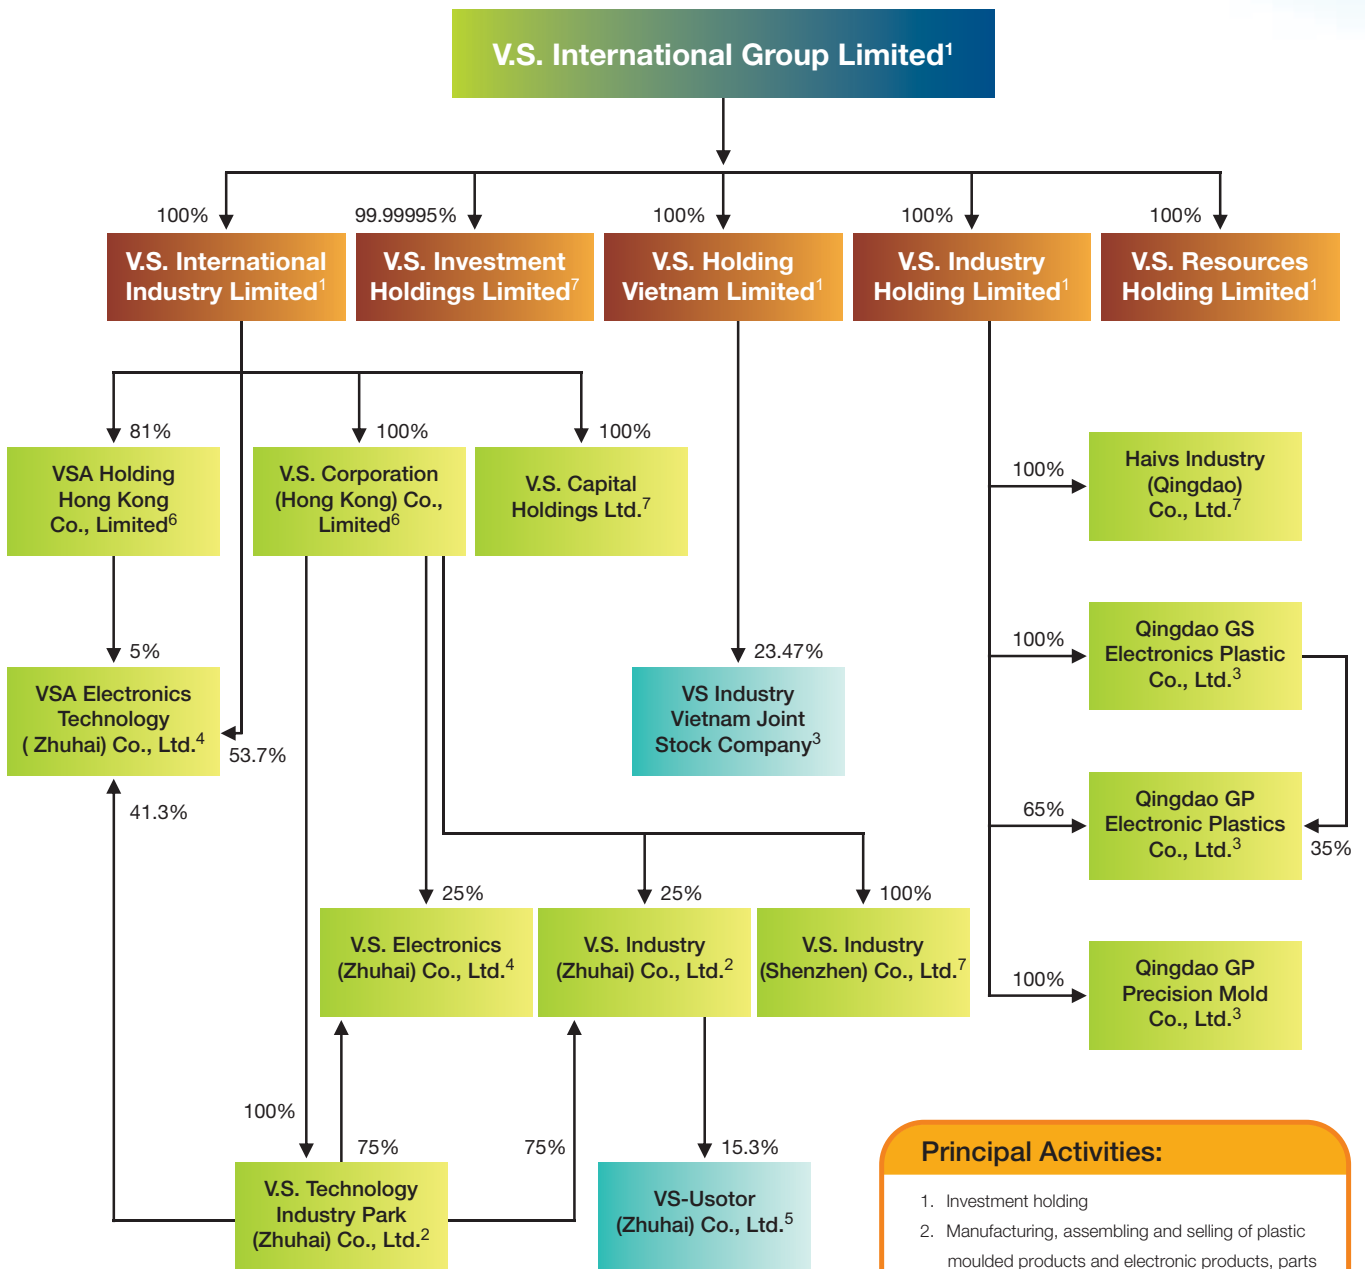 V.S. International Group Limited¹
100%
99.99995%
100%
100%
100%
V.S. International
Industry Limited¹
V.S. Investment
Holdings Limited⁷
V.S. Holding
Vietnam Limited¹
V.S. Industry
Holding Limited¹
V.S. Resources
Holding Limited¹
81%
100%
100%
VSA Holding
Hong Kong
Co., Limited⁶
V.S. Corporation
(Hong Kong) Co.,
Limited⁶
V.S. Capital
Holdings Ltd.⁷
100%
Haivs Industry
(Qingdao)
Co., Ltd.⁷
5%
23.47%
100%
Qingdao GS
Electronics Plastic
Co., Ltd.³
VSA Electronics
Technology
( Zhuhai) Co., Ltd.⁴
53.7%
VS Industry
Vietnam Joint
Stock Company³
41.3%
65%
Qingdao GP
Electronic Plastics
Co., Ltd.³
35%
25%
25%
100%
V.S. Electronics
(Zhuhai) Co., Ltd.⁴
V.S. Industry
(Zhuhai) Co., Ltd.²
V.S. Industry
(Shenzhen) Co., Ltd.⁷
100%
Qingdao GP
Precision Mold
Co., Ltd.³
100%
75%
75%
15.3%
V.S. Technology
Industry Park
(Zhuhai) Co., Ltd.²
VS-Usotor
(Zhuhai) Co., Ltd.⁵
Principal Activities:
1. Investment holding
2. Manufacturing, assembling and selling of plastic
moulded products and electronic products, parts